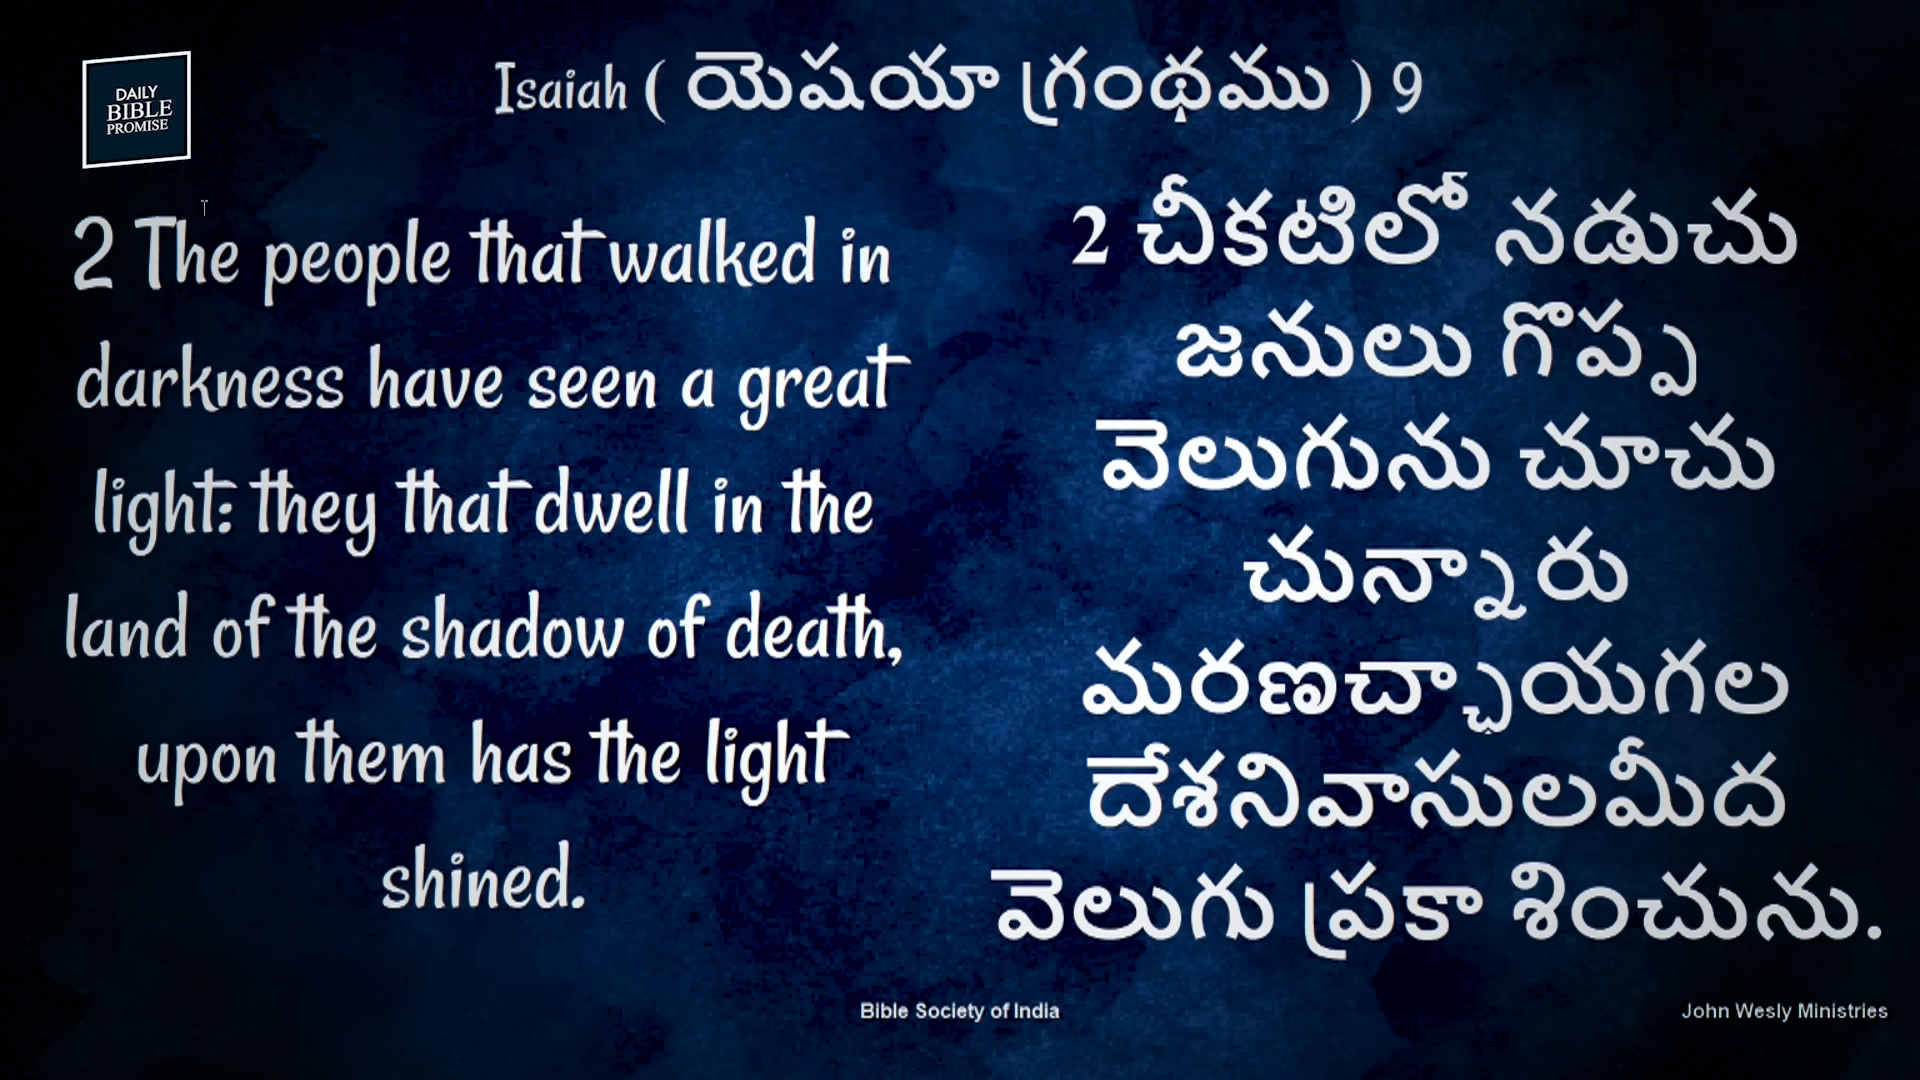 DAILY
BIBLE
PROMISE
Isaiah ( యెషయా గ్రంథము ) 9
2 The people that walked in
darkness have seen a great
light: they that dwell in the
land of the shadow of death,
upon them has the light
shined.
2 చీకటిలో నడుచు
జనులు గొప్ప
వెలుగును చూచు
చున్నారు
మరణచ్ఛాయగల
దేశనివాసులమీద
వెలుగు ప్రకా శించును.
Bible Society of India
John Wesly Ministries